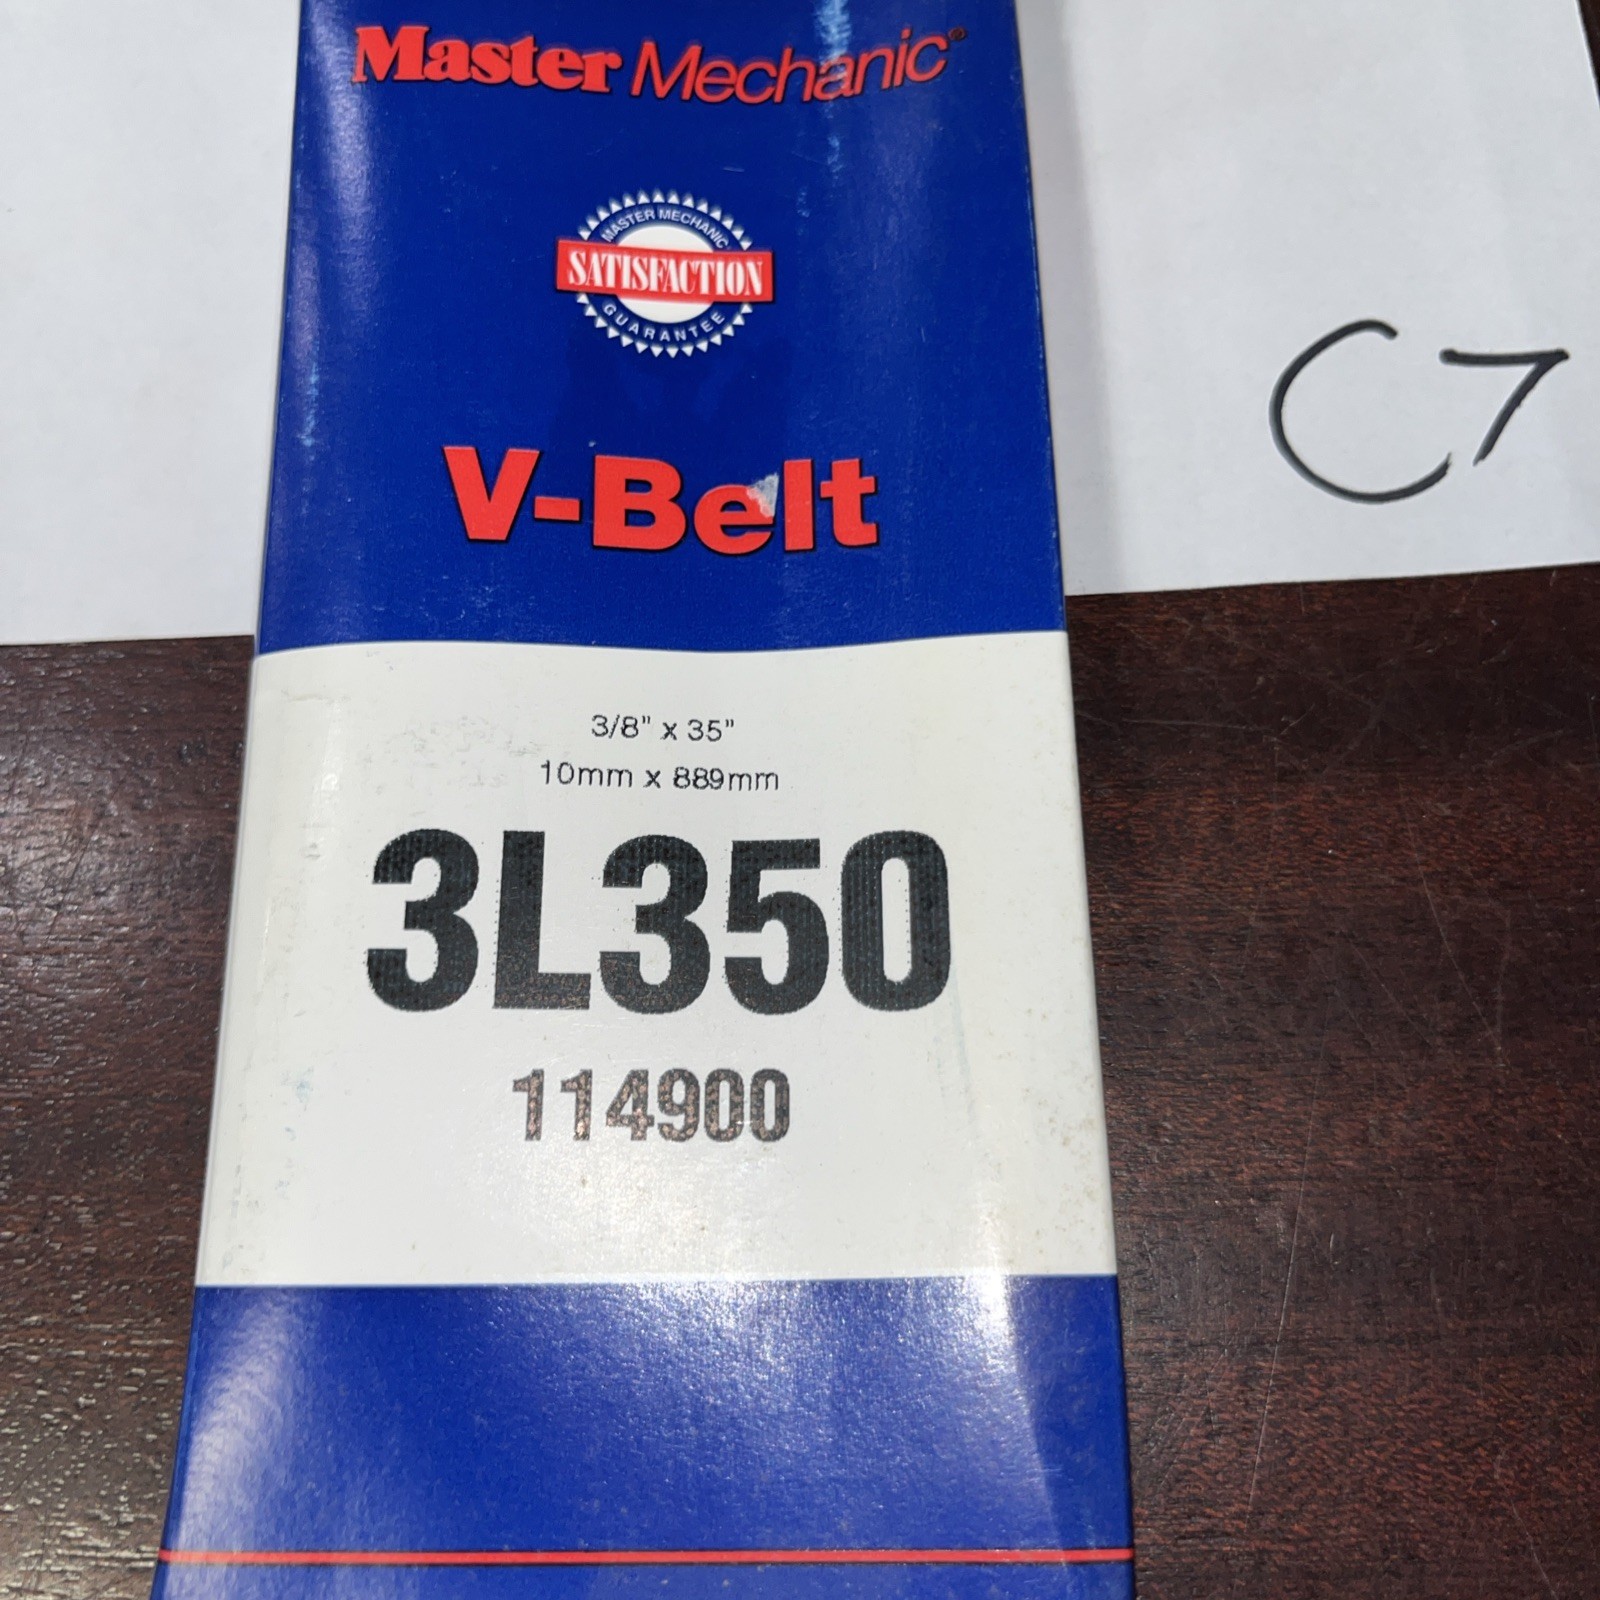 Master Mechanic®
MASTER MECHANIC
SATISFACTION
GUARANTEE
C7
V-Belt
3/8" x 35"
10mm x 889mm
3L350
114900